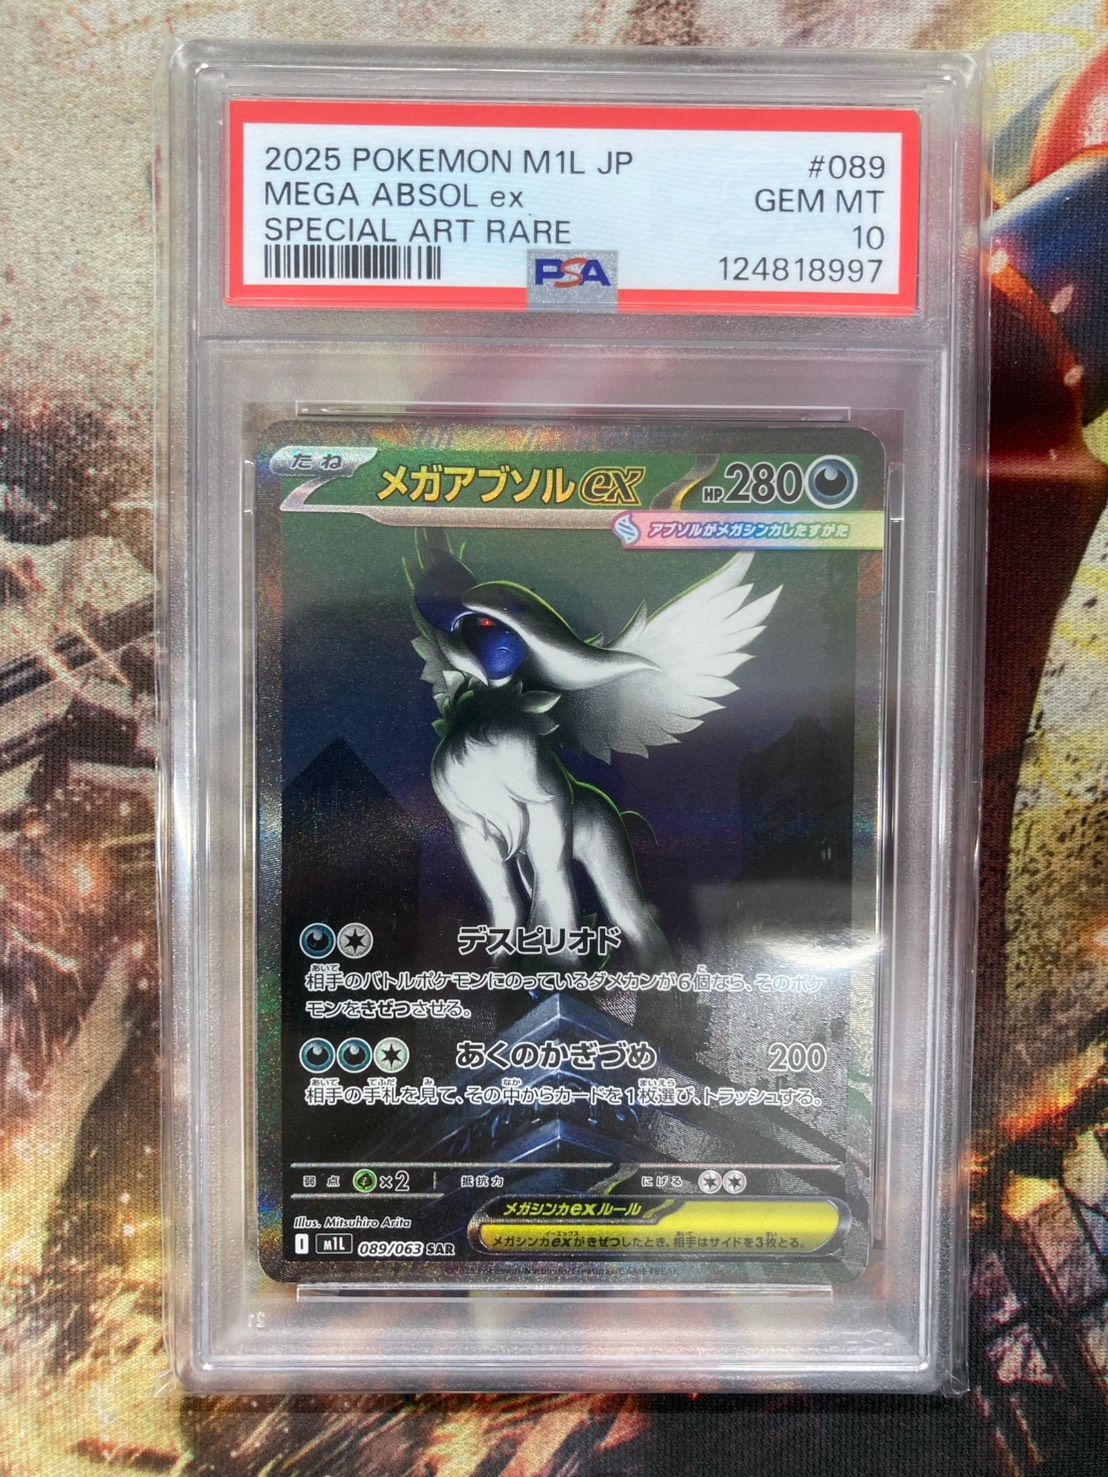 2025 POKEMON M1L JP #089
MEGA ABSOL ex GEM MT
SPECIAL ART RARE 10
PSA 124818997
たね メガアブソルex HP280
アブソルがメガシンカしたすがた
デスピリオド
相手のバトルポケモンにのっているダメカンが6個なら、そのポケ
モンをきぜつさせる。
あくのかぎづめ 200
相手の手札を見て、その中からカードを1枚選び、トラッシュする。
弱点 ×2 抵抗力 にげる
メガシンカexルール
Illus. Mitsuhiro Arita
メガシンカexがきぜつしたとき、相手はサイドを3枚とる。
I M1L 089/063 SAR